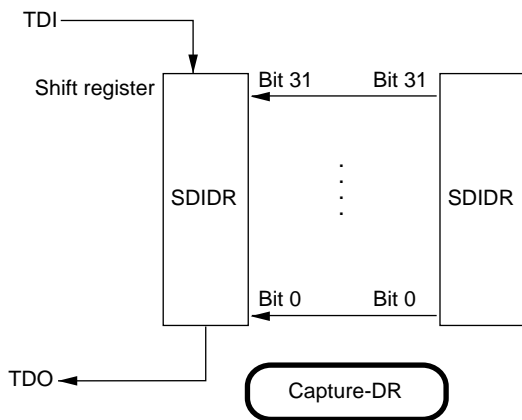 TDI
Shift register
Bit 31 Bit 31
SDIDR SDIDR
Bit 0 Bit 0
TDO
Capture-DR